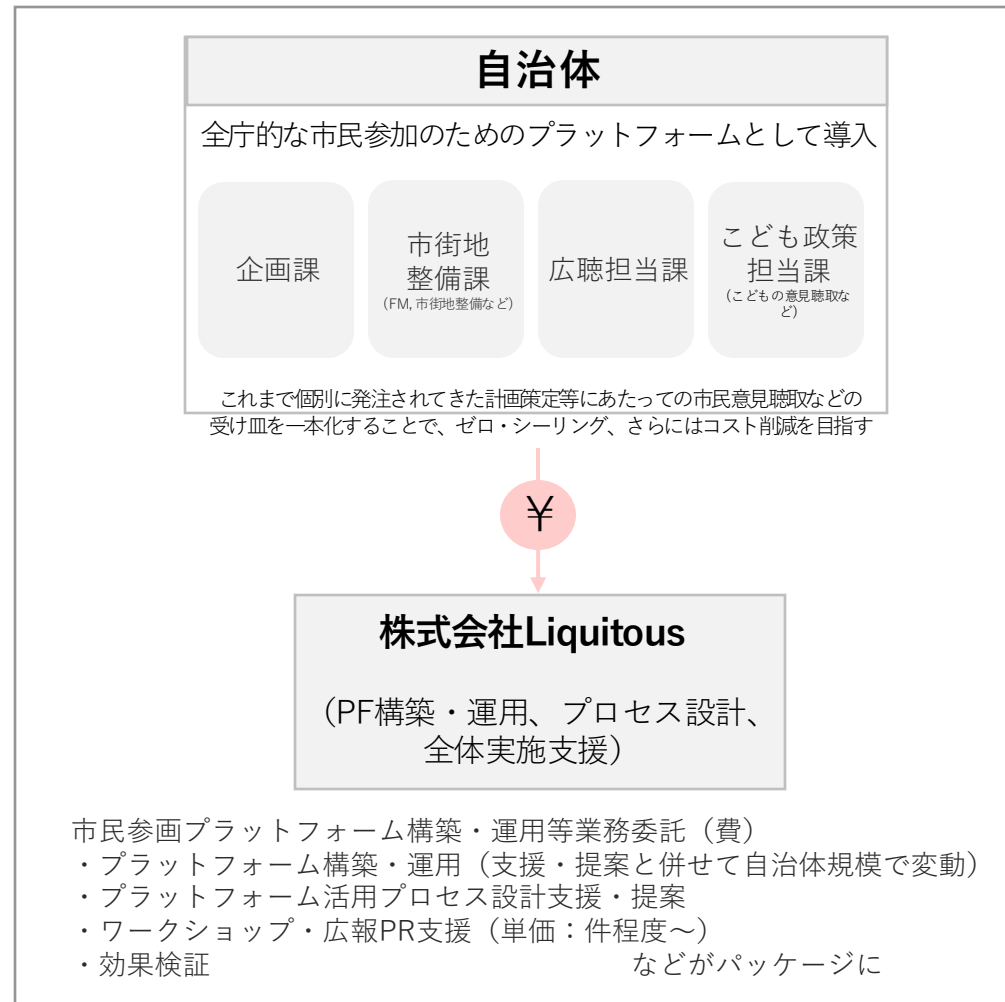 自治体
全庁的な市民参加のためのプラットフォームとして導入
企画課
市街地
整備課
（FM, 市街地整備など）
広聴担当課
こども政策
担当課
（こどもの意見聴取な
ど）
これまで個別に発注されてきた計画策定等にあたっての市民意見聴取などの
受け皿を一本化することで、ゼロ・シーリング、さらにはコスト削減を目指す
¥
株式会社Liquitous
（PF構築・運用、プロセス設計、
全体実施支援）
市民参画プラットフォーム構築・運用等業務委託（費）
・プラットフォーム構築・運用（支援・提案と併せて自治体規模で変動）
・プラットフォーム活用プロセス設計支援・提案
・ワークショップ・広報PR支援（単価：件程度～）
・効果検証 などがパッケージに